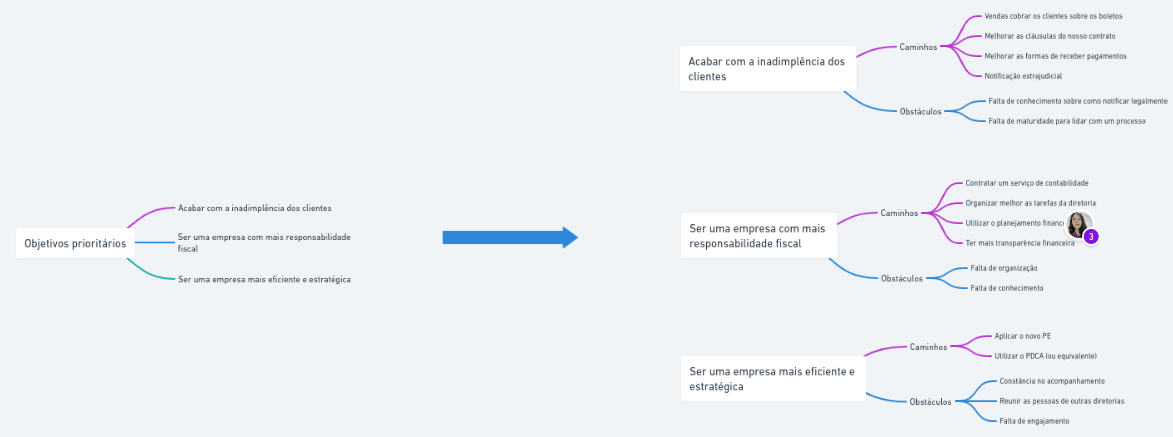 Objetivos prioritários
Acabar com a inadimplência dos clientes
Ser uma empresa com mais responsabilidade
fiscal
Ser uma empresa mais eficiente e estratégica
Acabar com a inadimplência dos
clientes
Caminhos
Vendas cobrar os clientes sobre os boletos
Melhorar as cláusulas do nosso contrato
Melhorar as formas de receber pagamentos
Notificação extrajudicial
Obstáculos
Falta de conhecimento sobre como notificar legalmente
Falta de maturidade para lidar com um processo
Ser uma empresa com mais
responsabilidade fiscal
Caminhos
Contratar um serviço de contabilidade
Organizar melhor as tarefas da diretoria
Utilizar o planejamento
Ter mais transparência financeira
3
Obstáculos
Falta de organização
Falta de conhecimento
Ser uma empresa mais eficiente e
estratégica
Caminhos
Aplicar o novo PE
Utilizar o PDCA (ou equivalente)
Obstáculos
Constância no acompanhamento
Reunir as pessoas de outras diretorias
Falta de engajamento